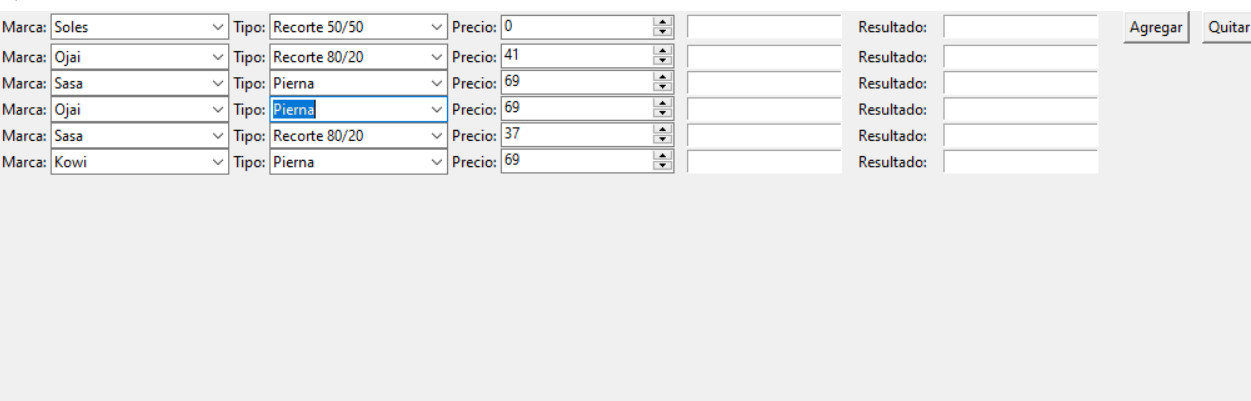 Marca: Soles Tipo: Recorte 50/50 Precio: 0 Resultado: Agregar Quitar
Marca: Ojai Tipo: Recorte 80/20 Precio: 41 Resultado:
Marca: Sasa Tipo: Pierna Precio: 69 Resultado:
Marca: Ojai Tipo: Pierna Precio: 69 Resultado:
Marca: Sasa Tipo: Recorte 80/20 Precio: 37 Resultado:
Marca: Kowi Tipo: Pierna Precio: 69 Resultado: